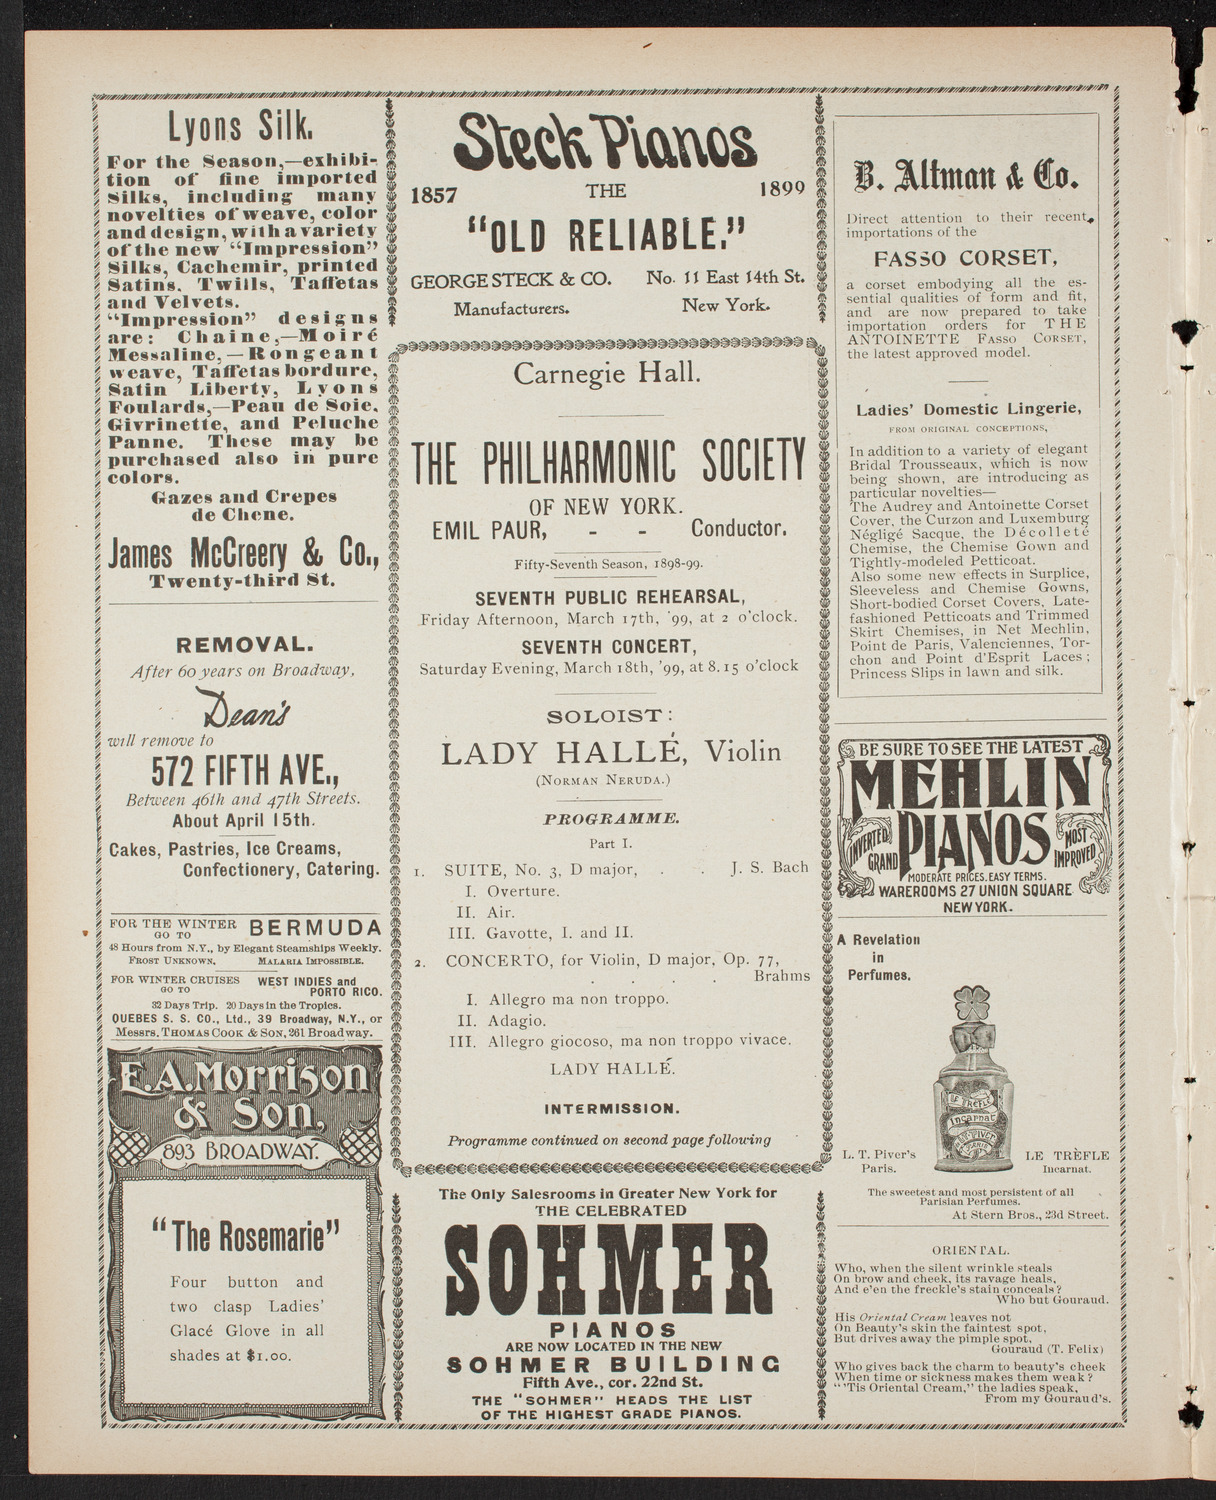 Lyons Silk.
For the Season,—exhibi-
tion of fine imported
Silks, including many
novelties of weave, color
and design, with a variety
of the new "Impression"
Silks, Cachemir, printed
Satins. Twills, Taffetas
and Velvets.
"Impression" designs
are: Chaine,—Moiré
Messaline,—Rongeant
weave, Taffetas bordure,
Satin Liberty, Lyons
Foulards,—Peau de Soie.
Givrinette, and Peluche
Panne. These may be
purchased also in pure
colors.
Gazes and Crepes
de Chene.
James McCreery & Co.,
Twenty-third St.
REMOVAL.
After 60 years on Broadway,
Dean's
will remove to
572 FIFTH AVE.,
Between 46th and 47th Streets.
About April 15th.
Cakes, Pastries, Ice Creams,
Confectionery, Catering.
FOR THE WINTER
GO TO BERMUDA
48 Hours from N.Y., by Elegant Steamships Weekly.
FROST UNKNOWN. MALARIA IMPOSSIBLE.
FOR WINTER CRUISES
GO TO WEST INDIES and
PORTO RICO.
32 Days Trip. 20 Days in the Tropics.
QUEBES S. S. CO., Ltd., 39 Broadway, N.Y., or
Messrs. THOMAS COOK & SON, 261 Broadway.
E.A. Morrison
& Son,
893 BROADWAY.
"The Rosemarie"
Four button and
two clasp Ladies'
Glacé Glove in all
shades at $1.00.
Steck Pianos
1857 THE 1899
"OLD RELIABLE."
GEORGE STECK & CO. No. 11 East 14th St.
Manufacturers. New York.
Carnegie Hall.
THE PHILHARMONIC SOCIETY
OF NEW YORK.
EMIL PAUR, - - Conductor.
Fifty-Seventh Season, 1898-99.
SEVENTH PUBLIC REHEARSAL,
Friday Afternoon, March 17th, '99, at 2 o'clock.
SEVENTH CONCERT,
Saturday Evening, March 18th, '99, at 8.15 o'clock
SOLOIST:
LADY HALLÉ, Violin
(NORMAN NERUDA.)
PROGRAMME.
Part I.
1. SUITE, No. 3, D major, . . J. S. Bach
I. Overture.
II. Air.
III. Gavotte, I. and II.
2. CONCERTO, for Violin, D major, Op. 77,
. . . . Brahms
I. Allegro ma non troppo.
II. Adagio.
III. Allegro giocoso, ma non troppo vivace.
LADY HALLÉ.
INTERMISSION.
Programme continued on second page following
The Only Salesrooms in Greater New York for
THE CELEBRATED
SOHMER
PIANOS
ARE NOW LOCATED IN THE NEW
SOHMER BUILDING
Fifth Ave., cor. 22nd St.
THE "SOHMER" HEADS THE LIST
OF THE HIGHEST GRADE PIANOS.
B. Altman & Co.
Direct attention to their recent
importations of the
FASSO CORSET,
a corset embodying all the es-
sential qualities of form and fit,
and are now prepared to take
importation orders for THE
ANTOINETTE FASSO CORSET,
the latest approved model.
Ladies' Domestic Lingerie,
FROM ORIGINAL CONCEPTIONS,
In addition to a variety of elegant
Bridal Trousseaux, which is now
being shown, are introducing as
particular novelties—
The Audrey and Antoinette Corset
Cover, the Curzon and Luxemburg
Négligé Sacque, the Décolleté
Chemise, the Chemise Gown and
Tightly-modeled Petticoat.
Also some new effects in Surplice,
Sleeveless and Chemise Gowns,
Short-bodied Corset Covers, Late-
fashioned Petticoats and Trimmed
Skirt Chemises, in Net Mechlin,
Point de Paris, Valenciennes, Tor-
chon and Point d'Esprit Laces;
Princess Slips in lawn and silk.
BE SURE TO SEE THE LATEST
MEHLIN
INVERTED GRAND PIANOS MOST IMPROVED
MODERATE PRICES. EASY TERMS.
WAREROOMS 27 UNION SQUARE
NEW YORK.
A Revelation
in
Perfumes.
LE TREFLE
Incarnat
L.T. PIVER
PARIS
L. T. Piver's
Paris.
LE TRÈFLE
Incarnat.
The sweetest and most persistent of all
Parisian Perfumes.
At Stern Bros., 23d Street.
ORIENTAL.
Who, when the silent wrinkle steals
On brow and cheek, its ravage heals,
And e'en the freckle's stain conceals?
Who but Gouraud.
His Oriental Cream leaves not
On Beauty's skin the faintest spot,
But drives away the pimple spot,
Gouraud (T. Felix)
Who gives back the charm to beauty's cheek
When time or sickness makes them weak?
"'Tis Oriental Cream," the ladies speak,
From my Gouraud's.